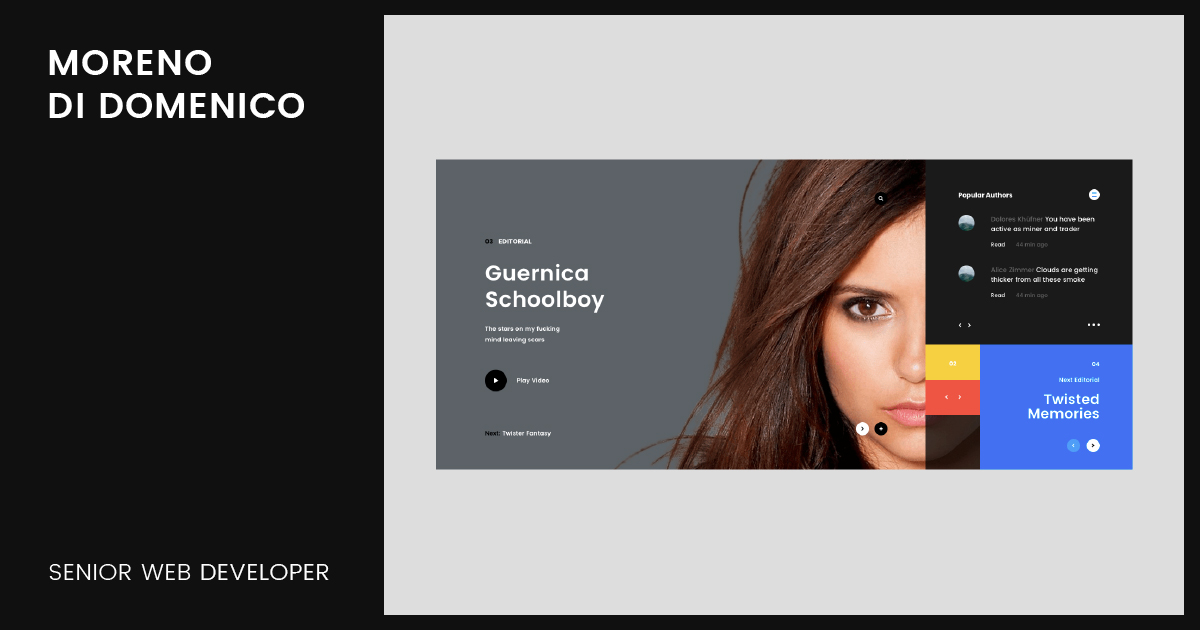 MORENO
DI DOMENICO
SENIOR WEB DEVELOPER
03 EDITORIAL
Guernica
Schoolboy
The stars on my fucking
mind leaving scars
Play Video
Next: Twister Fantasy
Popular Authors
Dolores Khufner You have been
active as miner and trader
Read 44 min ago
Alice Zimmer Clouds are getting
thicker from all these smoke
Read 44 min ago
02
04
Next Editorial
Twisted
Memories